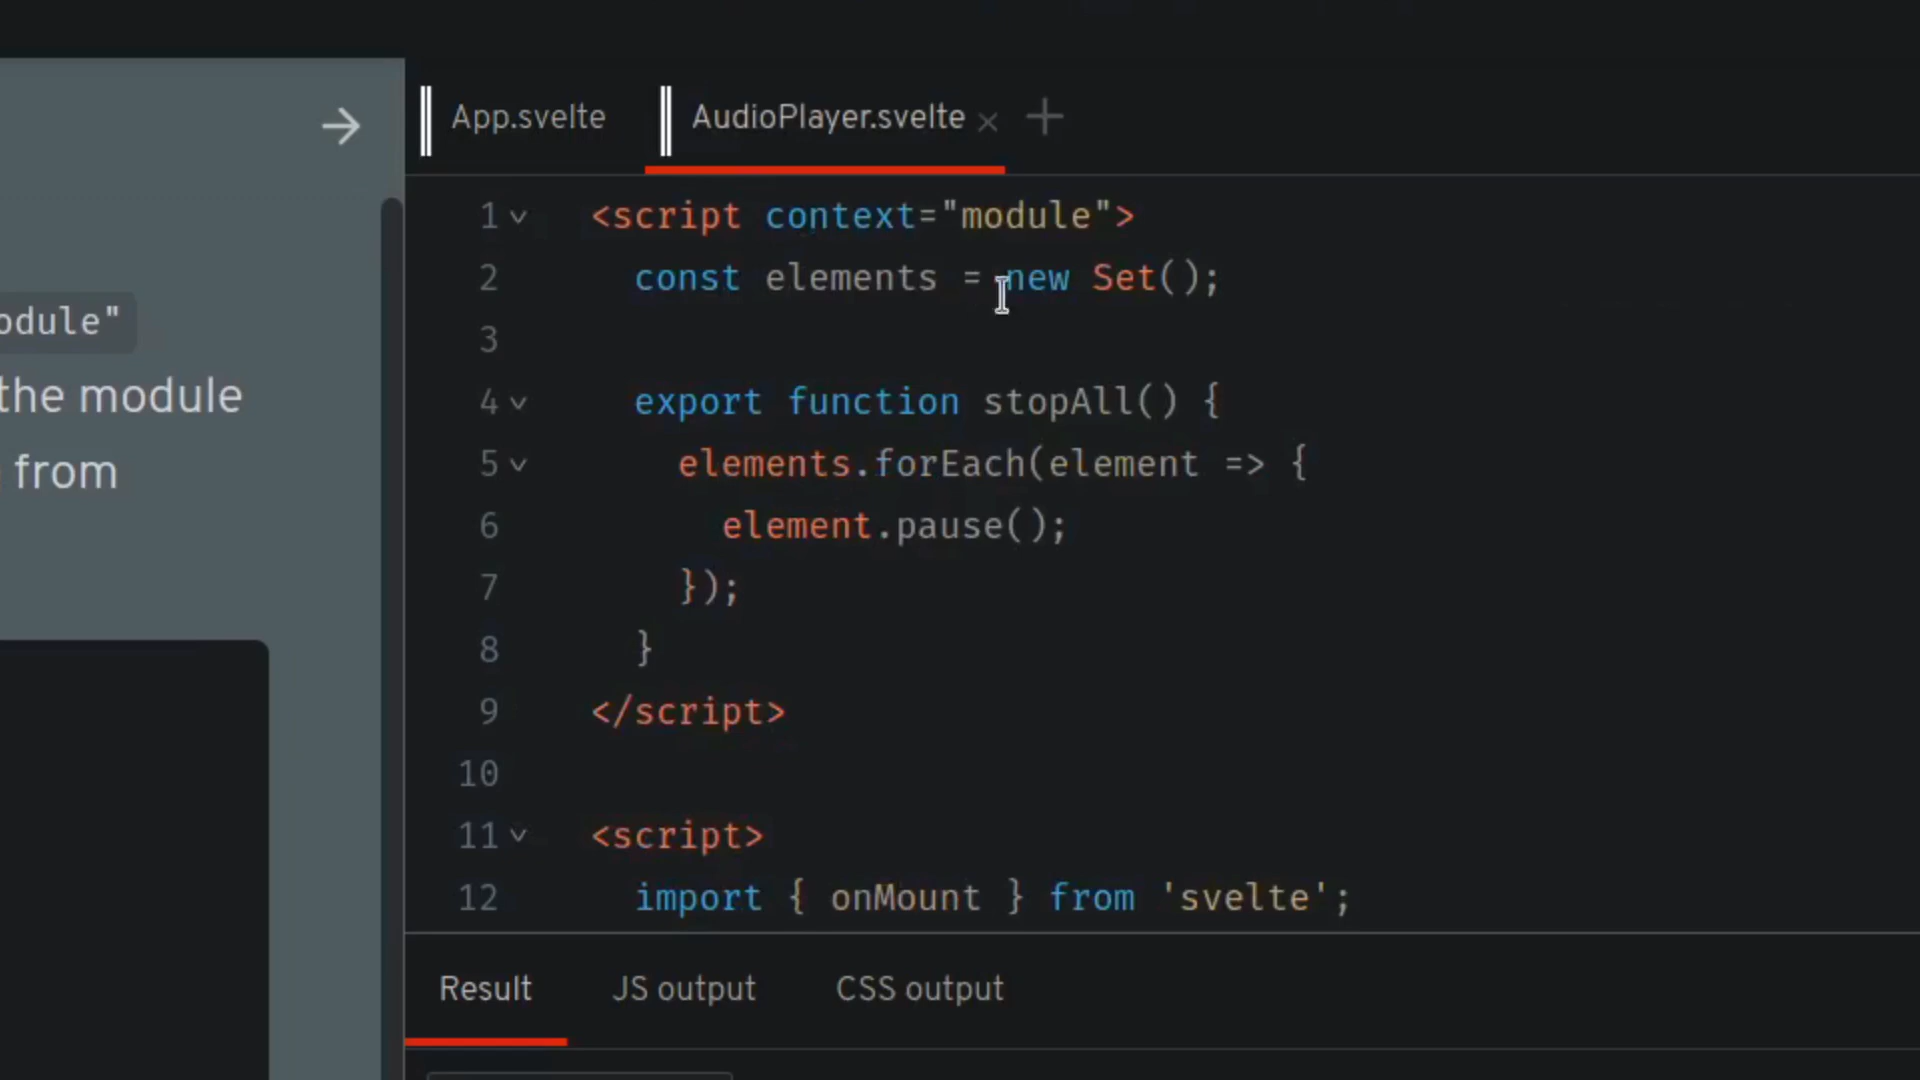 App.svelte
AudioPlayer.svelte × +
odule"
the module
from
1 <script context="module">
2 const elements = new Set();
3
4 export function stopAll() {
5 elements.forEach(element => {
6 element.pause();
7 });
8 }
9 </script>
10
11 <script>
12 import { onMount } from 'svelte';
Result JS output CSS output